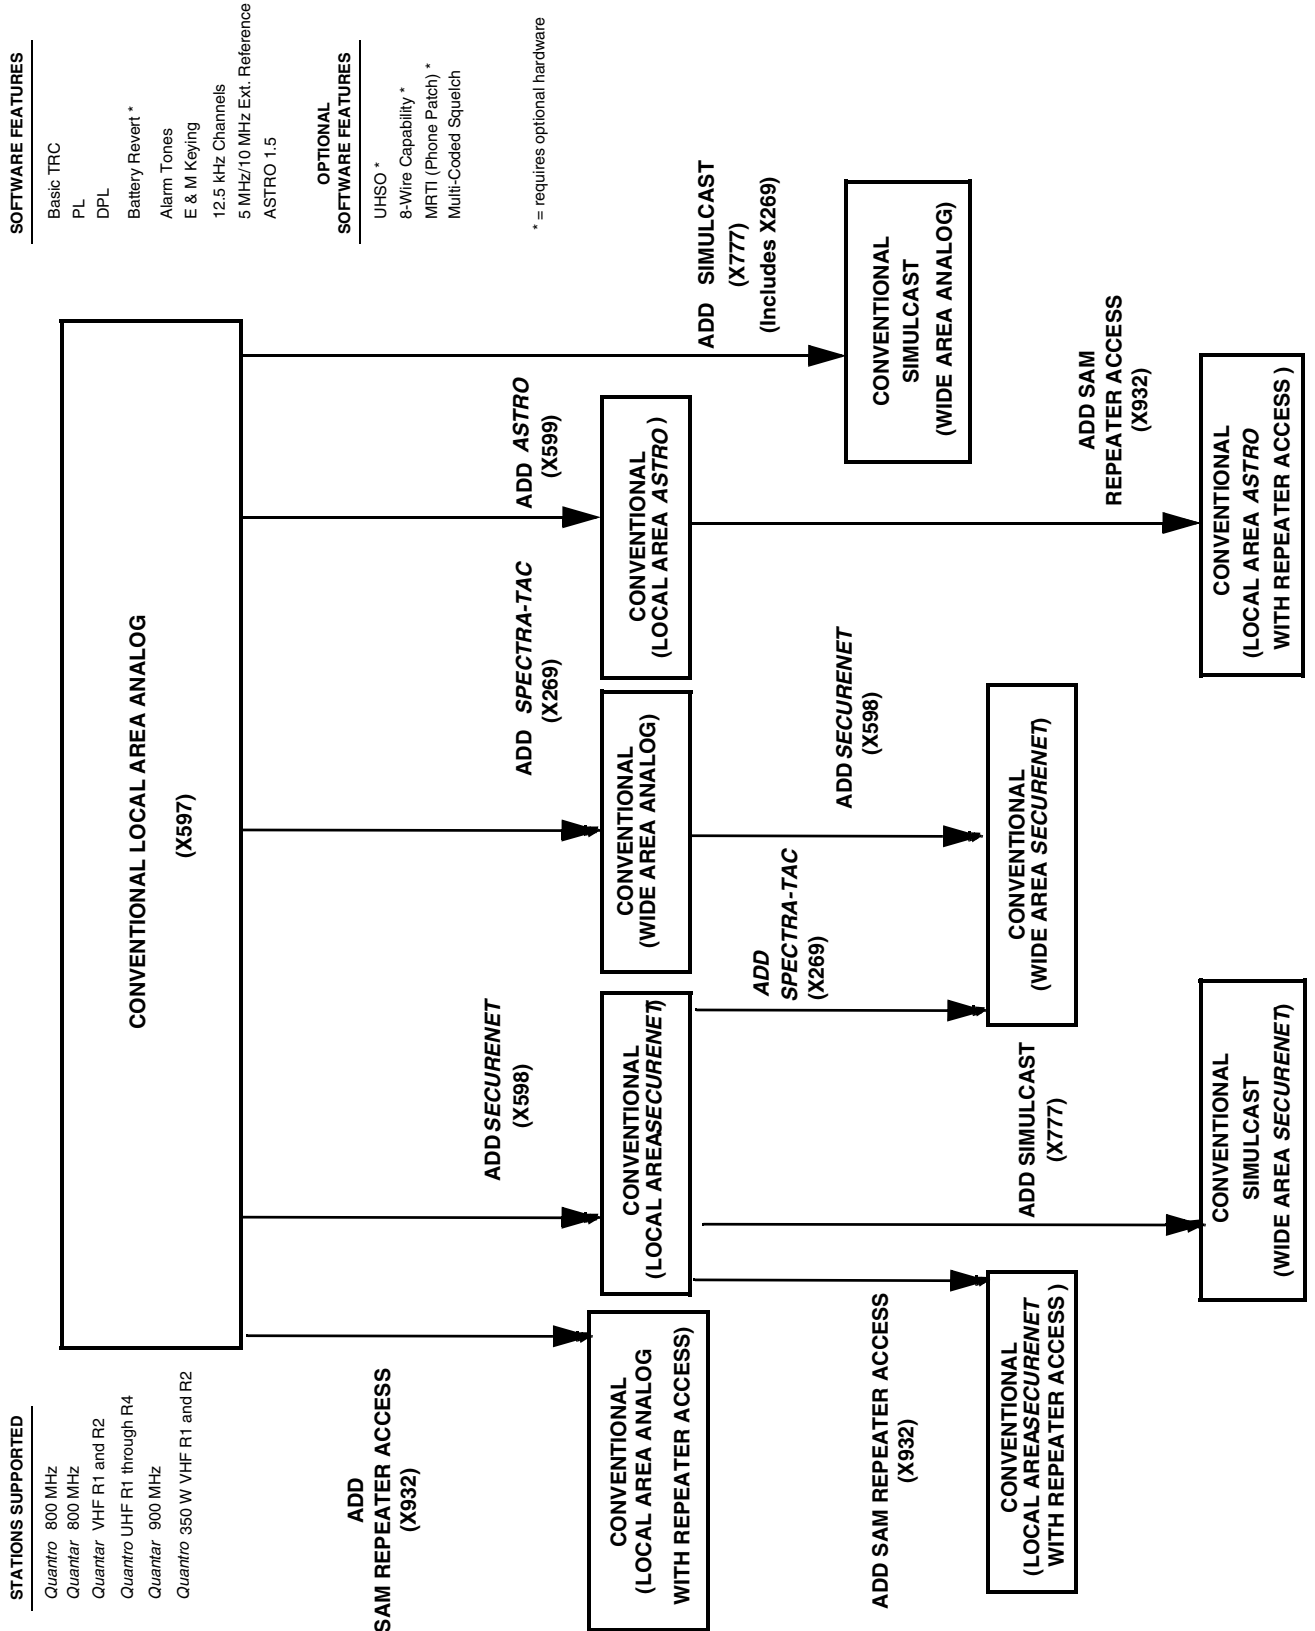 STATIONS SUPPORTED
Quantro 800 MHz
Quantar 800 MHz
Quantar VHF R1 and R2
Quantro UHF R1 through R4
Quantar 900 MHz
Quantro 350 W VHF R1 and R2
CONVENTIONAL LOCAL AREA ANALOG
(X597)
SOFTWARE FEATURES
Basic TRC
PL
DPL
Battery Revert *
Alarm Tones
E & M Keying
12.5 kHz Channels
5 MHz/10 MHz Ext. Reference
ASTRO 1.5
OPTIONAL
SOFTWARE FEATURES
UHSO *
8-Wire Capability *
MRTI (Phone Patch) *
Multi-Coded Squelch
* = requires optional hardware
ADD
SAM REPEATER ACCESS
(X932)
ADD SECURENET
(X598)
ADD SPECTRA-TAC
(X269)
ADD ASTRO
(X599)
ADD SIMULCAST
(X777)
(Includes X269)
CONVENTIONAL
(LOCAL AREA ANALOG
WITH REPEATER ACCESS)
CONVENTIONAL
(LOCAL AREA SECURENET)
CONVENTIONAL
(WIDE AREA ANALOG)
CONVENTIONAL
(LOCAL AREA ASTRO )
CONVENTIONAL
SIMULCAST
(WIDE AREA ANALOG)
ADD SAM REPEATER ACCESS
(X932)
ADD SIMULCAST
(X777)
ADD
SPECTRA-TAC
(X269)
ADD SECURENET
(X598)
ADD SAM
REPEATER ACCESS
(X932)
CONVENTIONAL
(LOCAL AREA SECURENET
WITH REPEATER ACCESS )
CONVENTIONAL
(WIDE AREA SECURENET)
CONVENTIONAL
SIMULCAST
(WIDE AREA SECURENET)
CONVENTIONAL
(LOCAL AREA ASTRO
WITH REPEATER ACCESS )